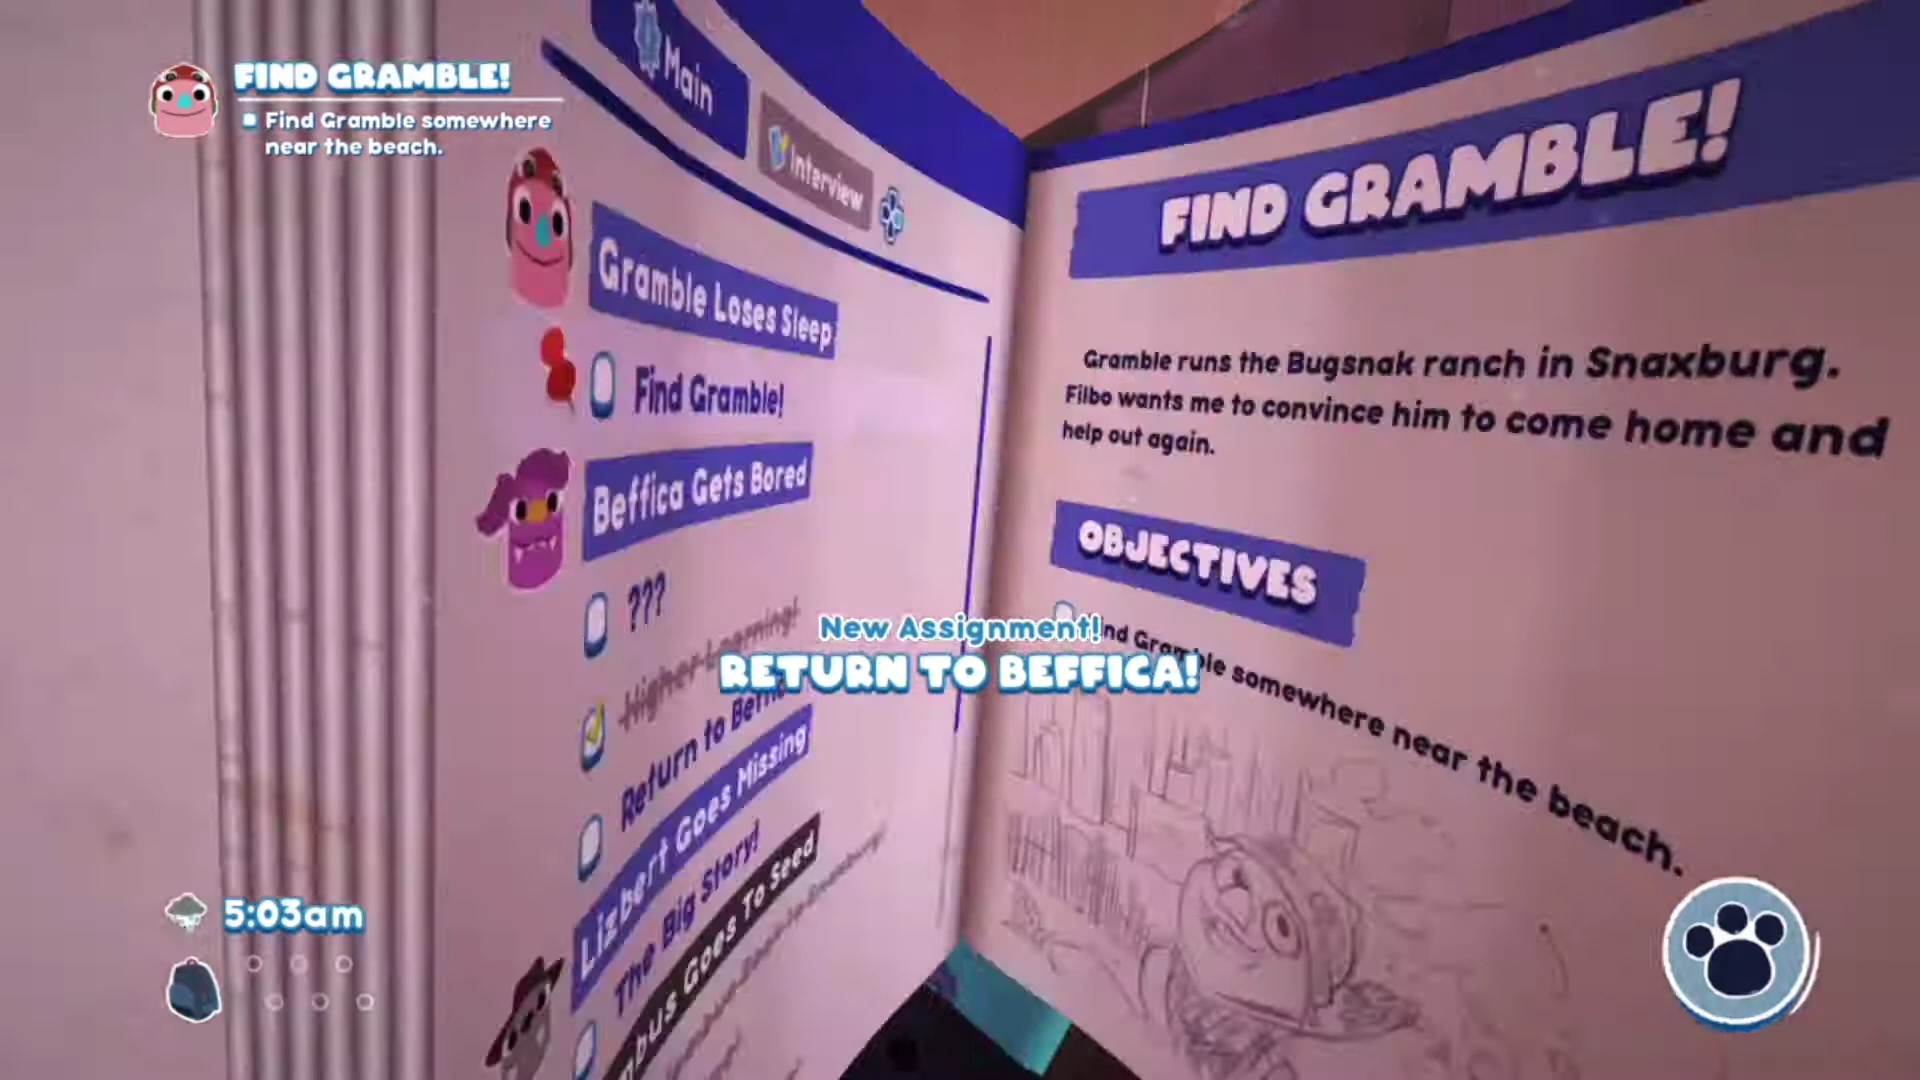 FIND GRAMBLE!
Find Gramble somewhere
near the beach.
Main
Interview
Gramble Loses Sleep
Find Gramble!
Beffica Gets Bored
???
Higher Learning!
Return to
Lizbert Goes Missing
The Big Story!
Goes To Seed
FIND GRAMBLE!
Gramble runs the Bugsnak ranch in Snaxburg.
Filbo wants me to convince him to come home and
help out again.
OBJECTIVES
Gramble somewhere near the beach.
New Assignment!
RETURN TO BEFFICA!
5:03am